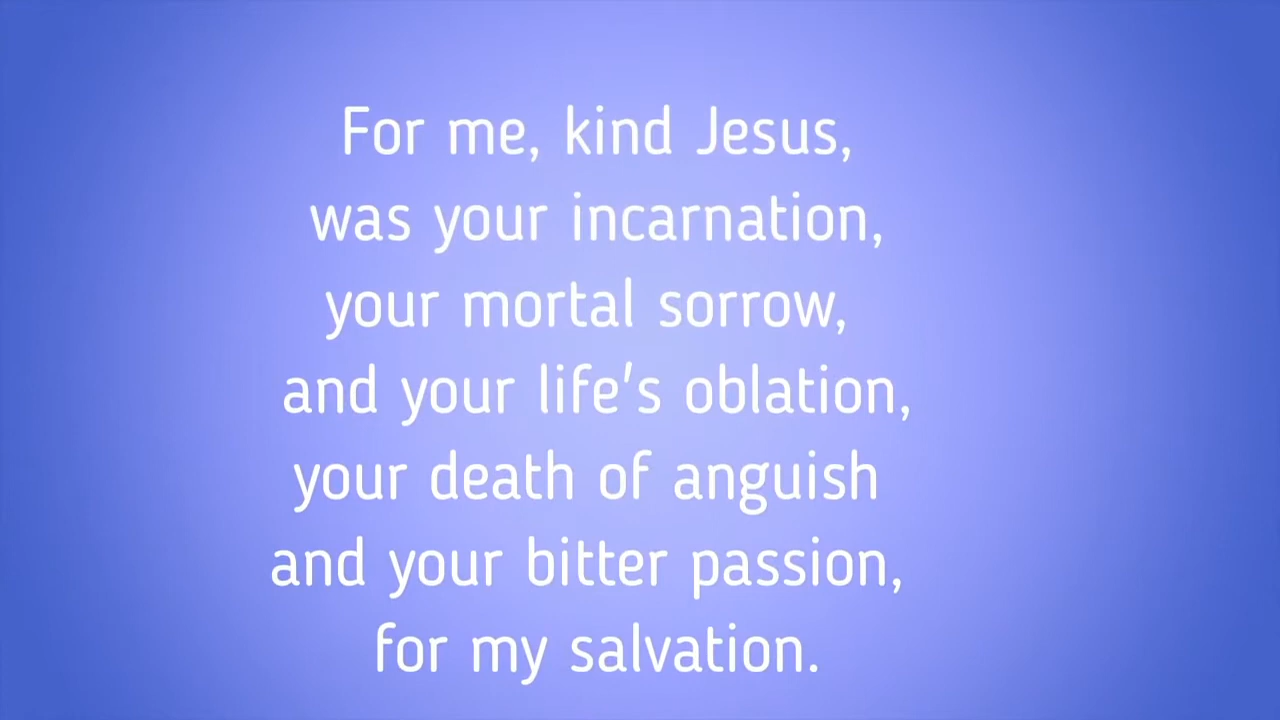 For me, kind Jesus,
was your incarnation,
your mortal sorrow,
and your life's oblation,
your death of anguish
and your bitter passion,
for my salvation.